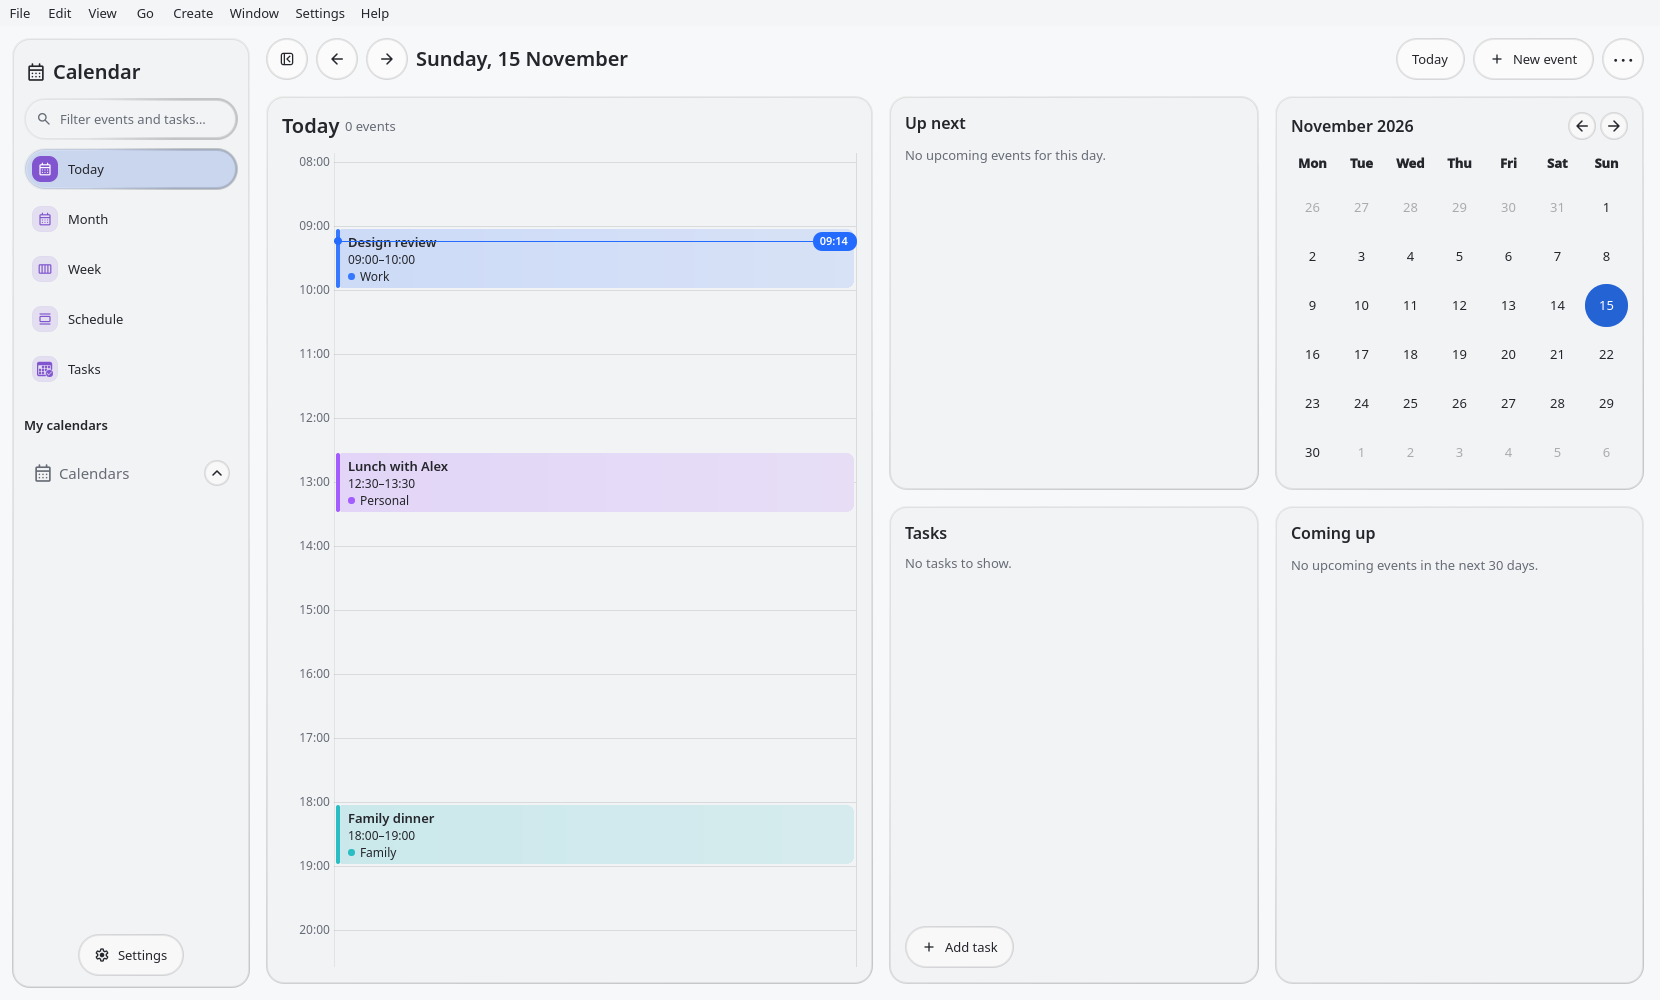 File Edit View Go Create Window Settings Help
Calendar
Filter events and tasks...
Today
Month
Week
Schedule
Tasks
My calendars
Calendars
Settings
Sunday, 15 November
Today
New event
Today 0 events
08:00
09:00
Design review
09:14
09:00–10:00
Work
10:00
11:00
12:00
Lunch with Alex
12:30–13:30
13:00
Personal
14:00
15:00
16:00
17:00
18:00
Family dinner
18:00–19:00
Family
19:00
20:00
Up next
No upcoming events for this day.
Tasks
No tasks to show.
Add task
November 2026
Mon Tue Wed Thu Fri Sat Sun
26 27 28 29 30 31 1
2 3 4 5 6 7 8
9 10 11 12 13 14 15
16 17 18 19 20 21 22
23 24 25 26 27 28 29
30 1 2 3 4 5 6
Coming up
No upcoming events in the next 30 days.